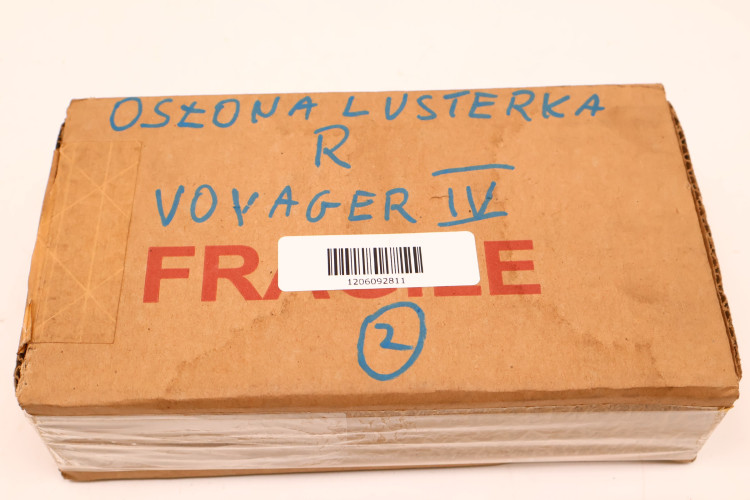 OSŁONA LUSTERKA
R
VOYAGER IV
FRAGILE
1206092811
2